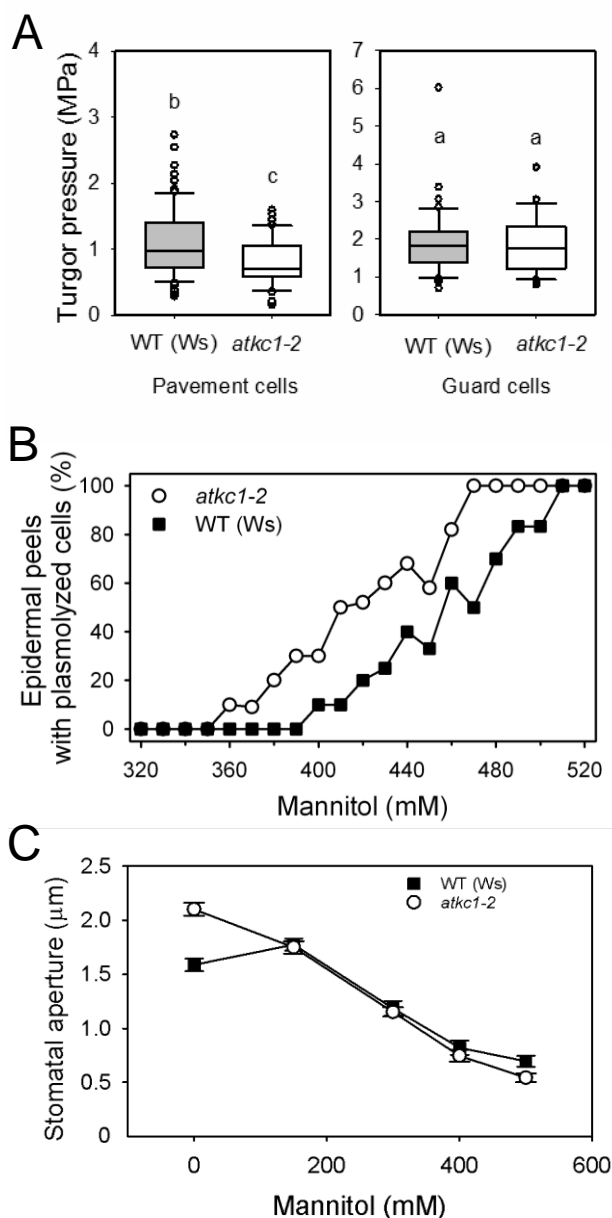 A
Turgor pressure (MPa)
4
3
2
1
0
b
c
WT (Ws) atkc1-2
Pavement cells
7
6
5
4
3
2
1
0
a
a
WT (Ws) atkc1-2
Guard cells
B
Epidermal peels
with plasmolyzed cells (%)
100
80
60
40
20
0
atkc1-2
WT (Ws)
320 360 400 440 480 520
Mannitol (mM)
C
Stomatal aperture (μm)
2.5
2.0
1.5
1.0
0.5
0
WT (Ws)
atkc1-2
0 200 400 600
Mannitol (mM)